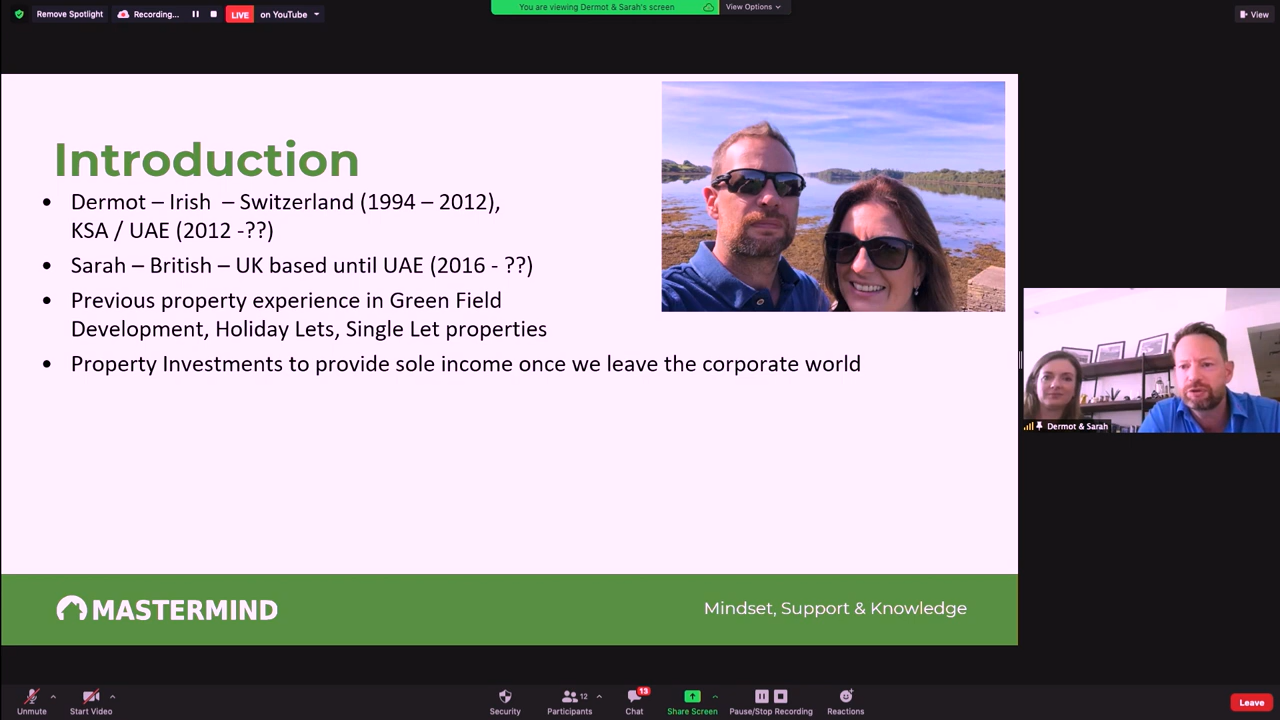 Remove Spotlight
Recording...
LIVE
on YouTube
You are viewing Dermot & Sarah's screen
View Options
View
Introduction
• Dermot – Irish – Switzerland (1994 – 2012),
KSA / UAE (2012 -??)
• Sarah – British – UK based until UAE (2016 - ??)
• Previous property experience in Green Field
Development, Holiday Lets, Single Let properties
• Property Investments to provide sole income once we leave the corporate world
Dermot & Sarah
MASTERMIND
Mindset, Support & Knowledge
Unmute
Start Video
Security
12
Participants
13
Chat
Share Screen
Pause/Stop Recording
Reactions
Leave